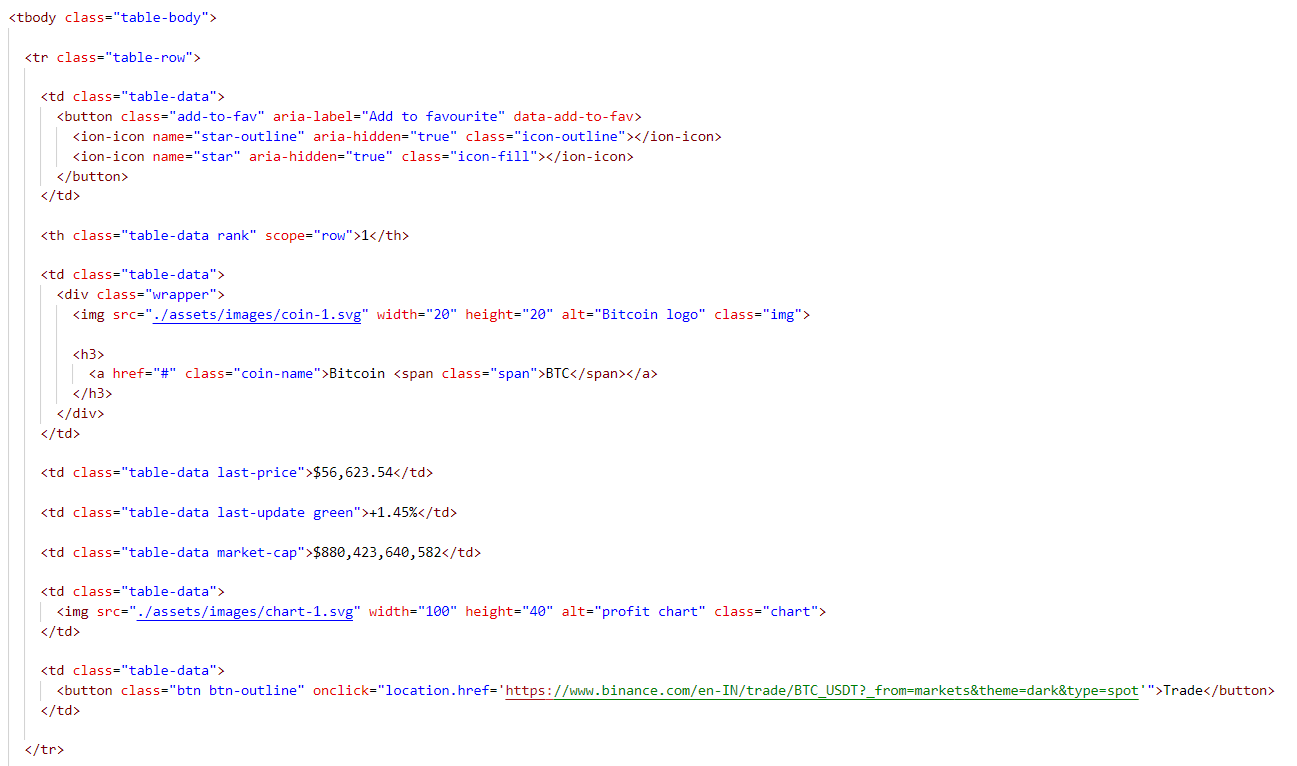 <tbody class="table-body">
<tr class="table-row">
<td class="table-data">
<button class="add-to-fav" aria-label="Add to favourite" data-add-to-fav>
<ion-icon name="star-outline" aria-hidden="true" class="icon-outline"></ion-icon>
<ion-icon name="star" aria-hidden="true" class="icon-fill"></ion-icon>
</button>
</td>
<th class="table-data rank" scope="row">1</th>
<td class="table-data">
<div class="wrapper">
<img src="./assets/images/coin-1.svg" width="20" height="20" alt="Bitcoin logo" class="img">
<h3>
<a href="#" class="coin-name">Bitcoin <span class="span">BTC</span></a>
</h3>
</div>
</td>
<td class="table-data last-price">$56,623.54</td>
<td class="table-data last-update green">+1.45%</td>
<td class="table-data market-cap">$880,423,640,582</td>
<td class="table-data">
<img src="./assets/images/chart-1.svg" width="100" height="40" alt="profit chart" class="chart">
</td>
<td class="table-data">
<button class="btn btn-outline" onclick="location.href='https://www.binance.com/en-IN/trade/BTC_USDT?_from=markets&theme=dark&type=spot'">Trade</button>
</td>
</tr>